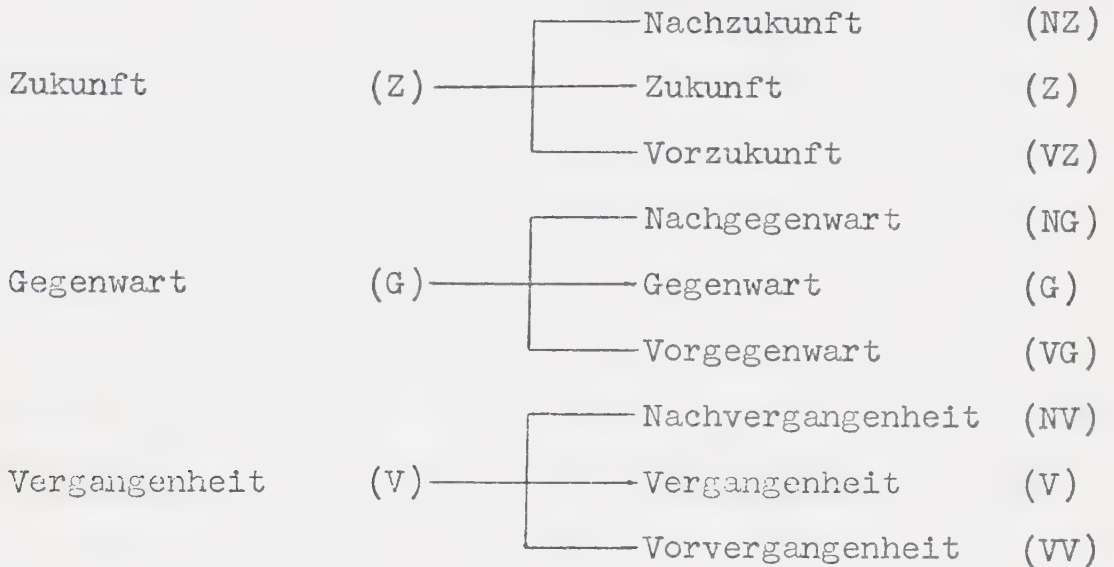 Nachzukunft (NZ)
Zukunft (Z) Zukunft (Z)
Vorzukunft (VZ)
Nachgegenwart (NG)
Gegenwart (G) Gegenwart (G)
Vorgegenwart (VG)
Nachvergangenheit (NV)
Vergangenheit (V) Vergangenheit (V)
Vorvergangenheit (VV)